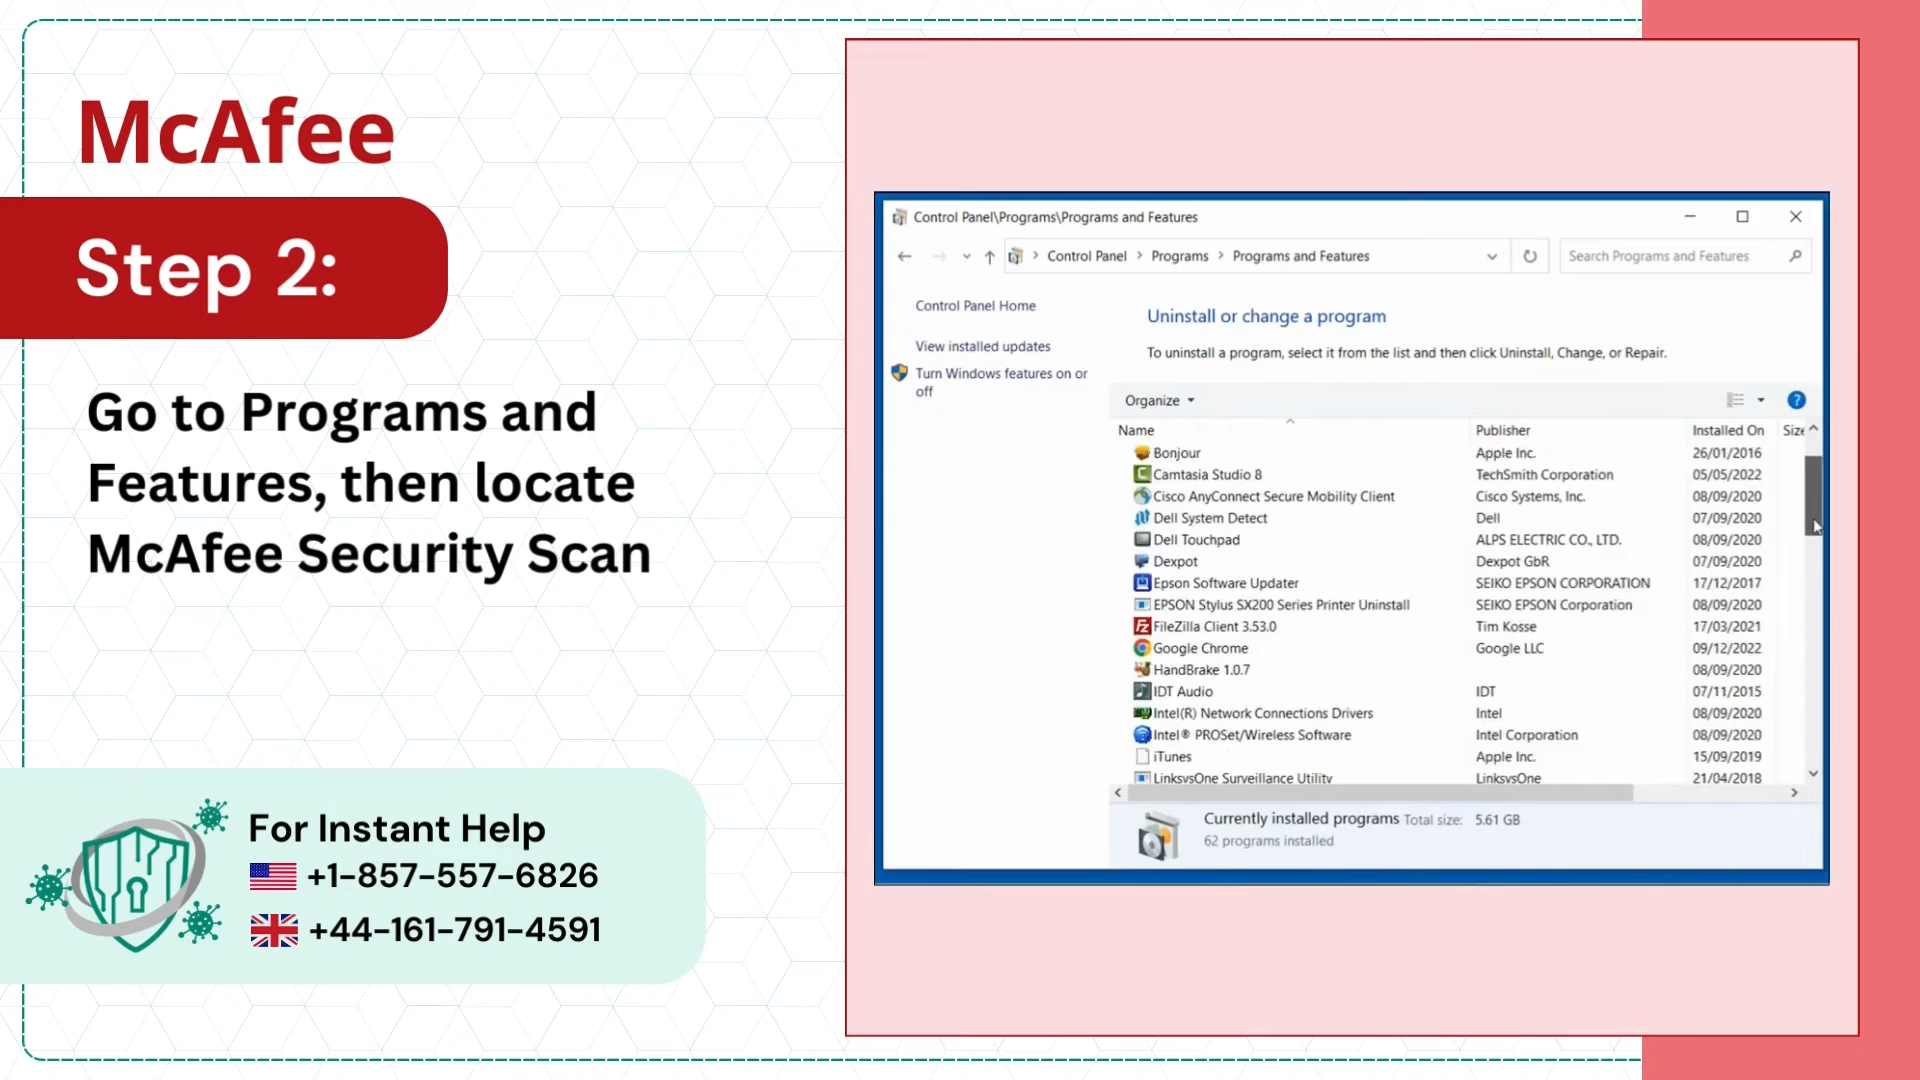 McAfee
Step 2:
Go to Programs and
Features, then locate
McAfee Security Scan
For Instant Help
+1-857-557-6826
+44-161-791-4591
Control Panel\Programs\Programs and Features
Control Panel > Programs > Programs and Features
Search Programs and Features
Control Panel Home
View installed updates
Turn Windows features on or
off
Uninstall or change a program
To uninstall a program, select it from the list and then click Uninstall, Change, or Repair.
Organize
Name Publisher Installed On Size
Bonjour Apple Inc. 26/01/2016
Camtasia Studio 8 TechSmith Corporation 05/05/2022
Cisco AnyConnect Secure Mobility Client Cisco Systems, Inc. 08/09/2020
Dell System Detect Dell 07/09/2020
Dell Touchpad ALPS ELECTRIC CO., LTD. 08/09/2020
Dexpot Dexpot GbR 07/09/2020
Epson Software Updater SEIKO EPSON CORPORATION 17/12/2017
EPSON Stylus SX200 Series Printer Uninstall SEIKO EPSON Corporation 08/09/2020
FileZilla Client 3.53.0 Tim Kosse 17/03/2021
Google Chrome Google LLC 09/12/2022
HandBrake 1.0.7 08/09/2020
IDT Audio IDT 07/11/2015
Intel(R) Network Connections Drivers Intel 08/09/2020
Intel® PROSet/Wireless Software Intel Corporation 08/09/2020
iTunes Apple Inc. 15/09/2019
LinksysOne Surveillance Utility LinksysOne 21/04/2018
Currently installed programs Total size: 5.61 GB
62 programs installed